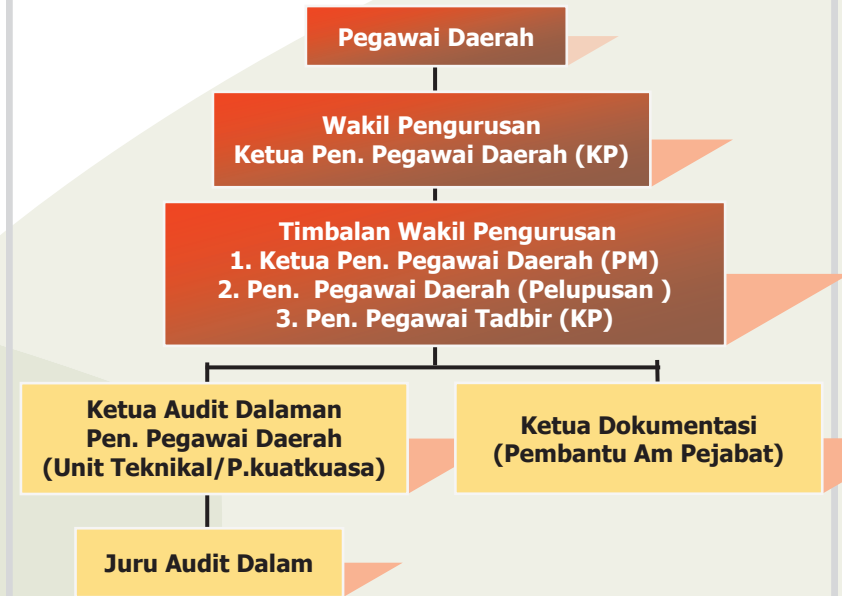 Pegawai Daerah
Wakil Pengurusan
Ketua Pen. Pegawai Daerah (KP)
Timbalan Wakil Pengurusan
1. Ketua Pen. Pegawai Daerah (PM)
2. Pen. Pegawai Daerah (Pelupusan )
3. Pen. Pegawai Tadbir (KP)
Ketua Audit Dalaman
Pen. Pegawai Daerah
(Unit Teknikal/P.kuatkuasa)
Ketua Dokumentasi
(Pembantu Am Pejabat)
Juru Audit Dalam